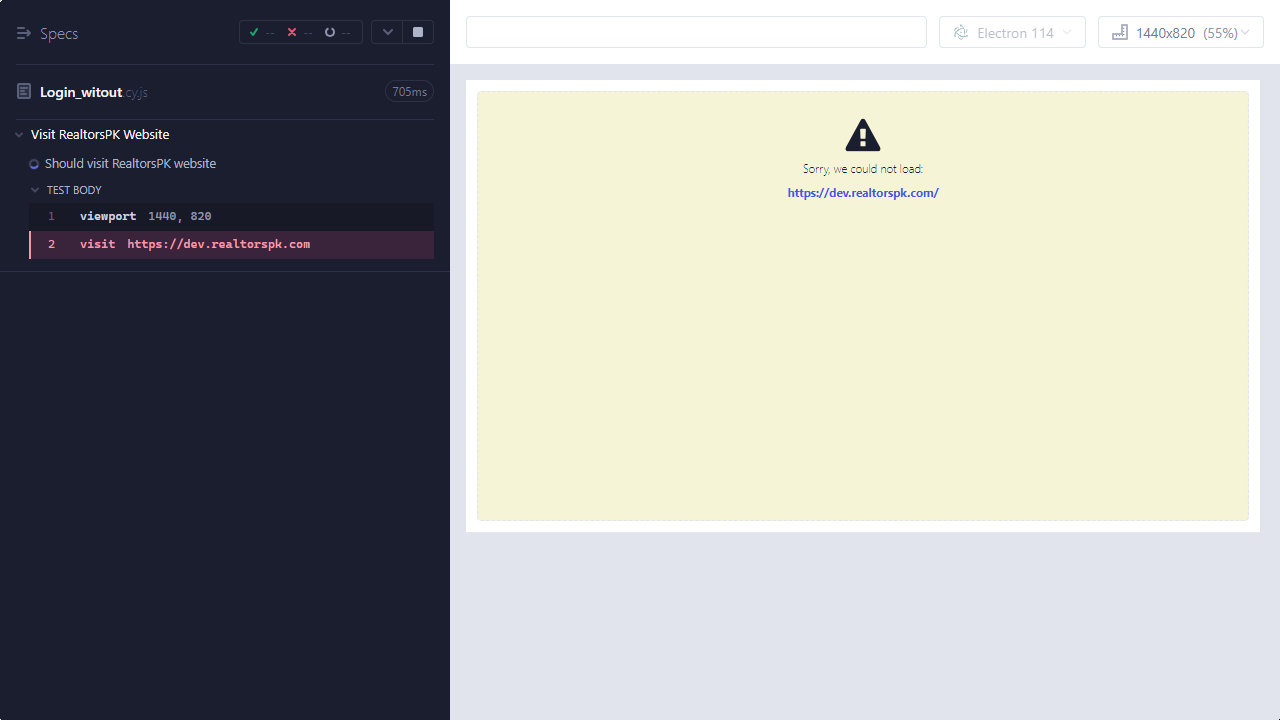 Specs
-- -- --
Login_witout.cy.js 705ms
Visit RealtorsPK Website
Should visit RealtorsPK website
TEST BODY
1 viewport 1440, 820
2 visit https://dev.realtorspk.com
Electron 114
1440x820 (55%)
Sorry, we could not load:
https://dev.realtorspk.com/